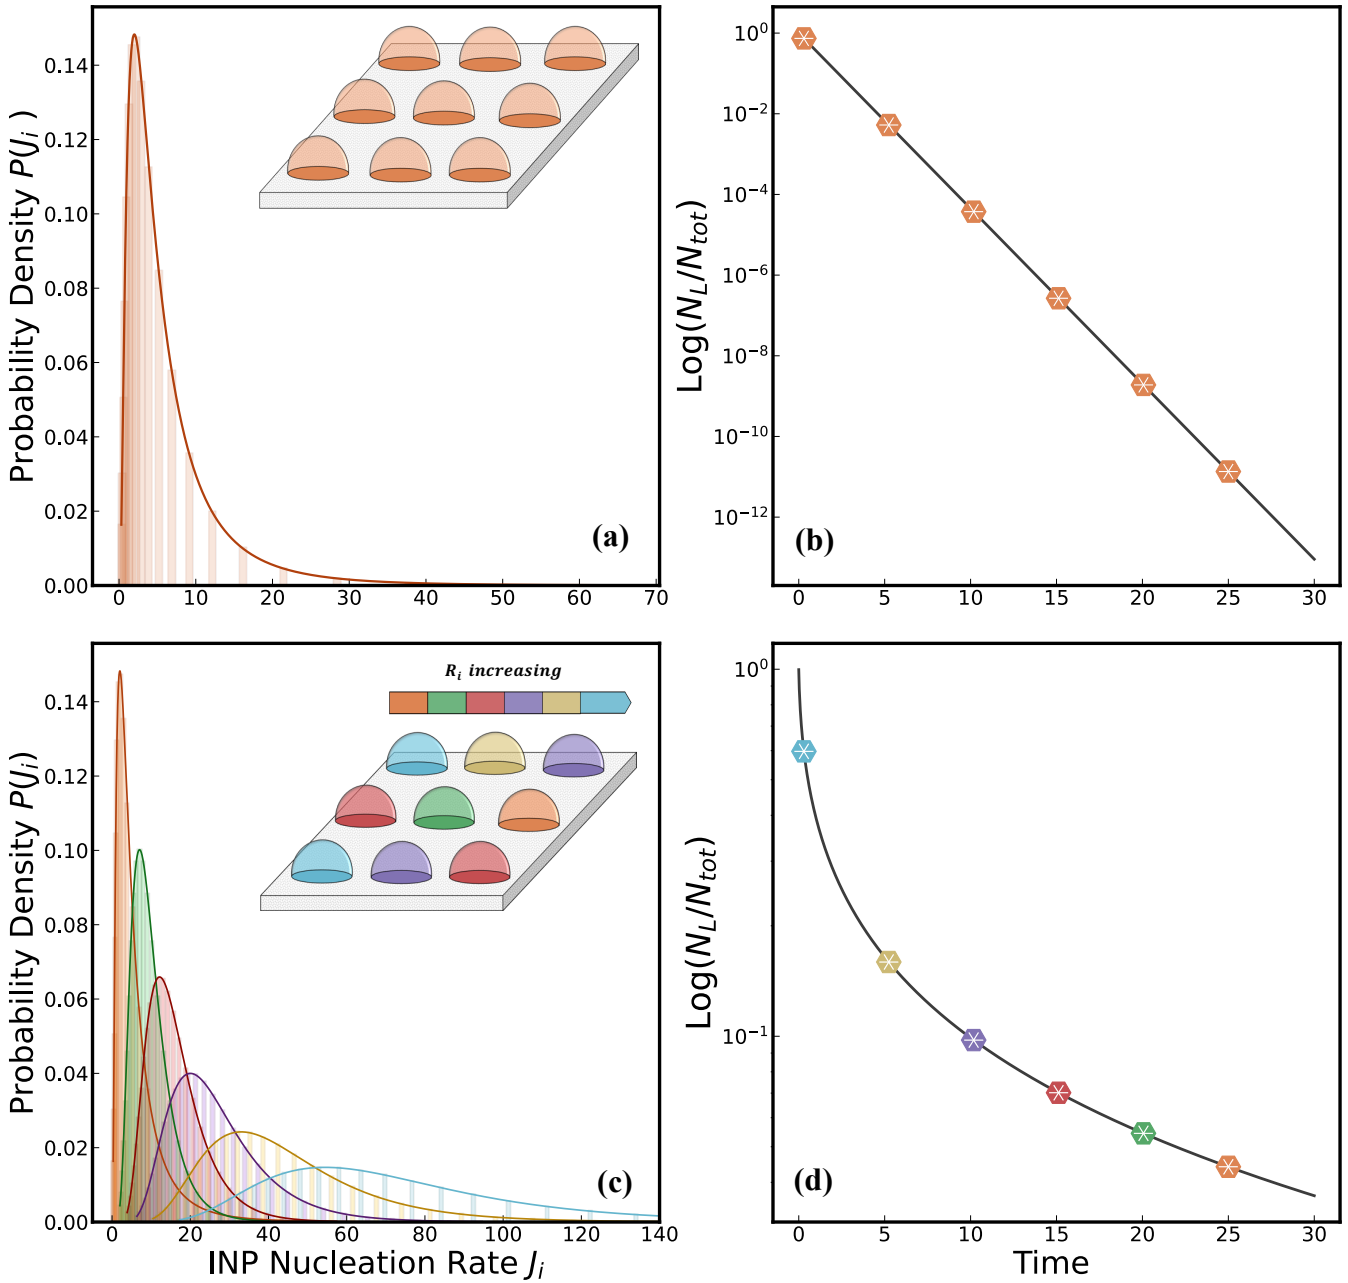 Probability Density P(J_i )
0.14
0.12
0.10
0.08
0.06
0.04
0.02
0.00
0 10 20 30 40 50 60 70
(a)
Log(N_L/N_tot)
10^0
10^−2
10^−4
10^−6
10^−8
10^−10
10^−12
0 5 10 15 20 25 30
(b)
Probability Density P(J_i)
0.14
0.12
0.10
0.08
0.06
0.04
0.02
0.00
0 20 40 60 80 100 120 140
INP Nucleation Rate J_i
R_i increasing
(c)
Log(N_L/N_tot)
10^0
10^−1
0 5 10 15 20 25 30
Time
(d)